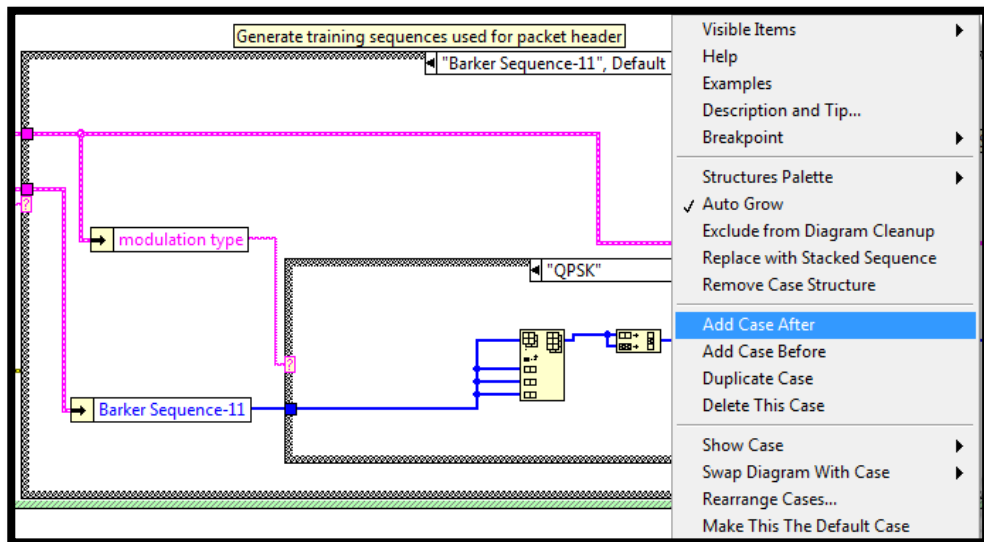 Generate training sequences used for packet header
"Barker Sequence-11", Default
?
modulation type
"QPSK"
?
Barker Sequence-11
Visible Items
Help
Examples
Description and Tip...
Breakpoint
Structures Palette
Auto Grow
Exclude from Diagram Cleanup
Replace with Stacked Sequence
Remove Case Structure
Add Case After
Add Case Before
Duplicate Case
Delete This Case
Show Case
Swap Diagram With Case
Rearrange Cases...
Make This The Default Case